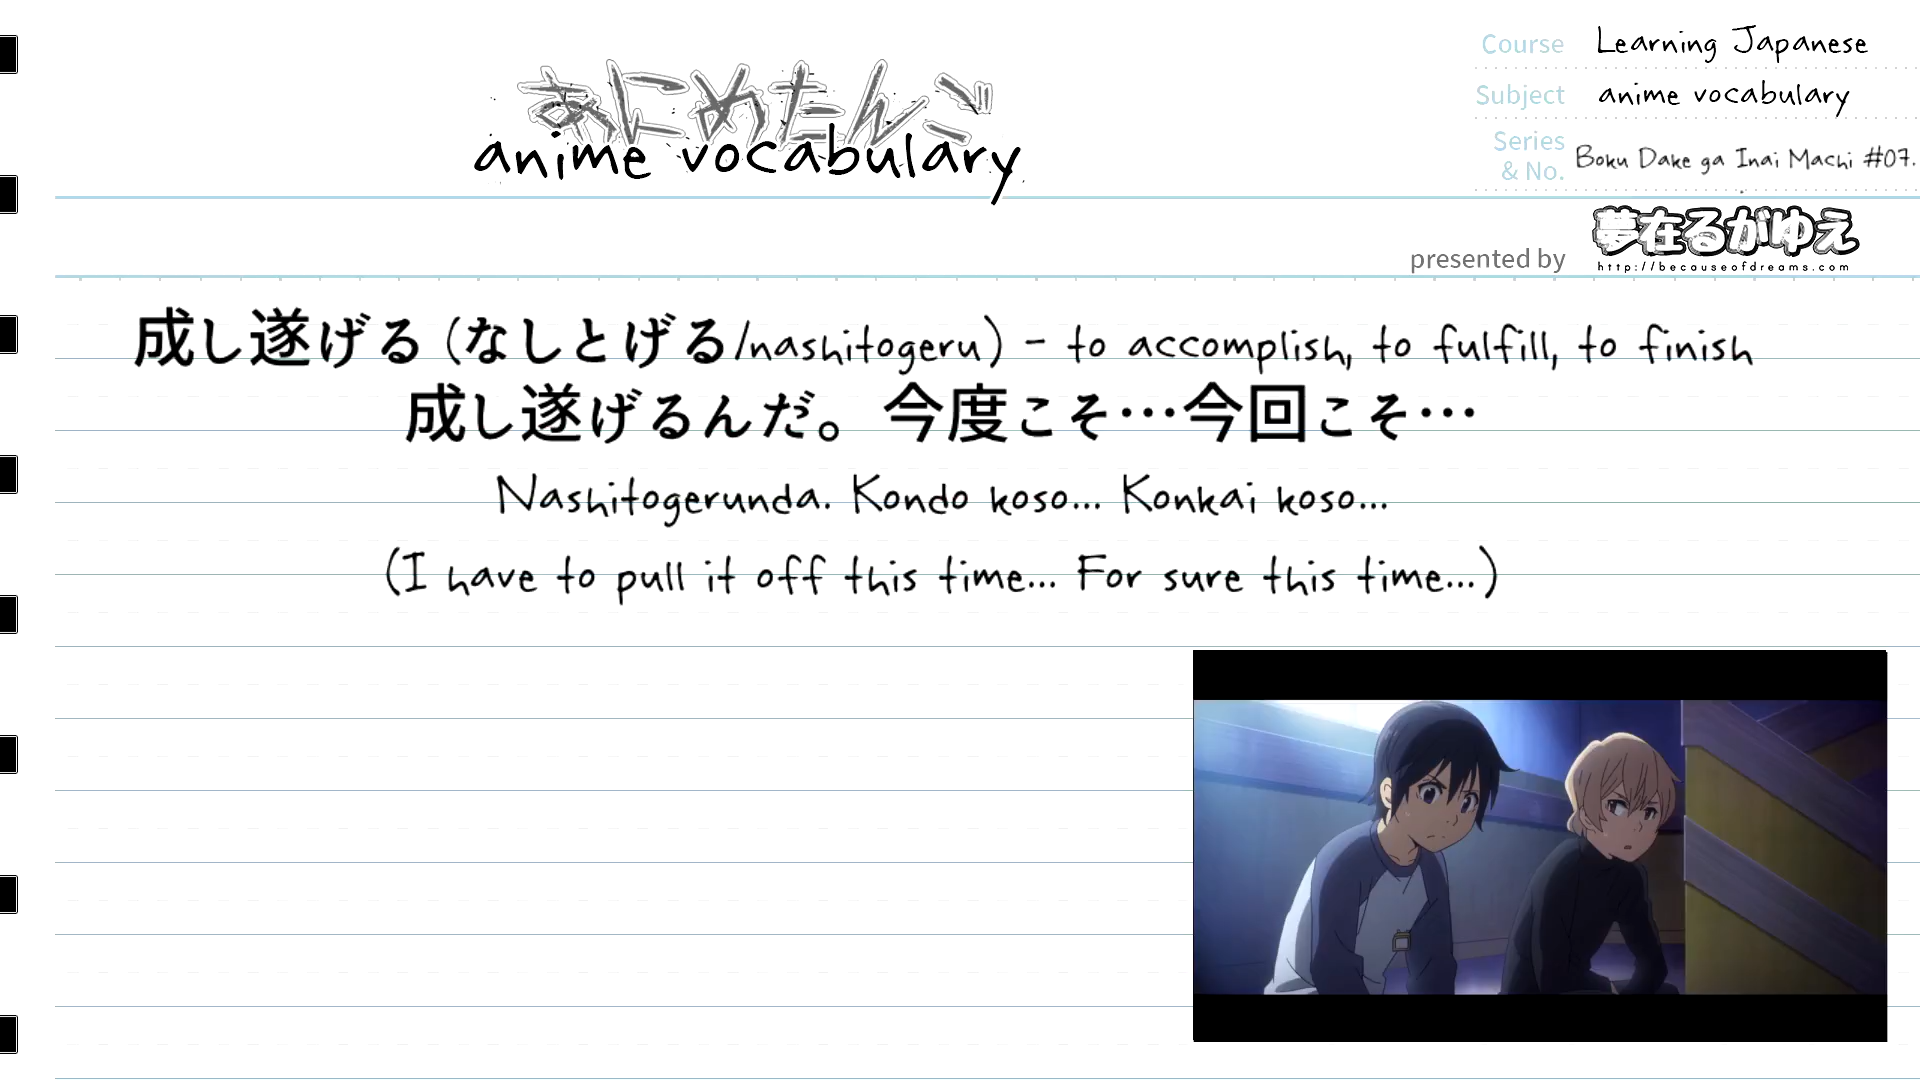 あにめたんご
anime vocabulary
Course Learning Japanese
Subject anime vocabulary
Series & No. Boku Dake ga Inai Machi #07.
presented by 夢在るがゆえ
http://becauseofdreams.com
成し遂げる (なしとげる/nashitogeru) - to accomplish, to fulfill, to finish
成し遂げるんだ。今度こそ…今回こそ…
Nashitogerunda. Kondo koso... Konkai koso...
(I have to pull it off this time... For sure this time...)